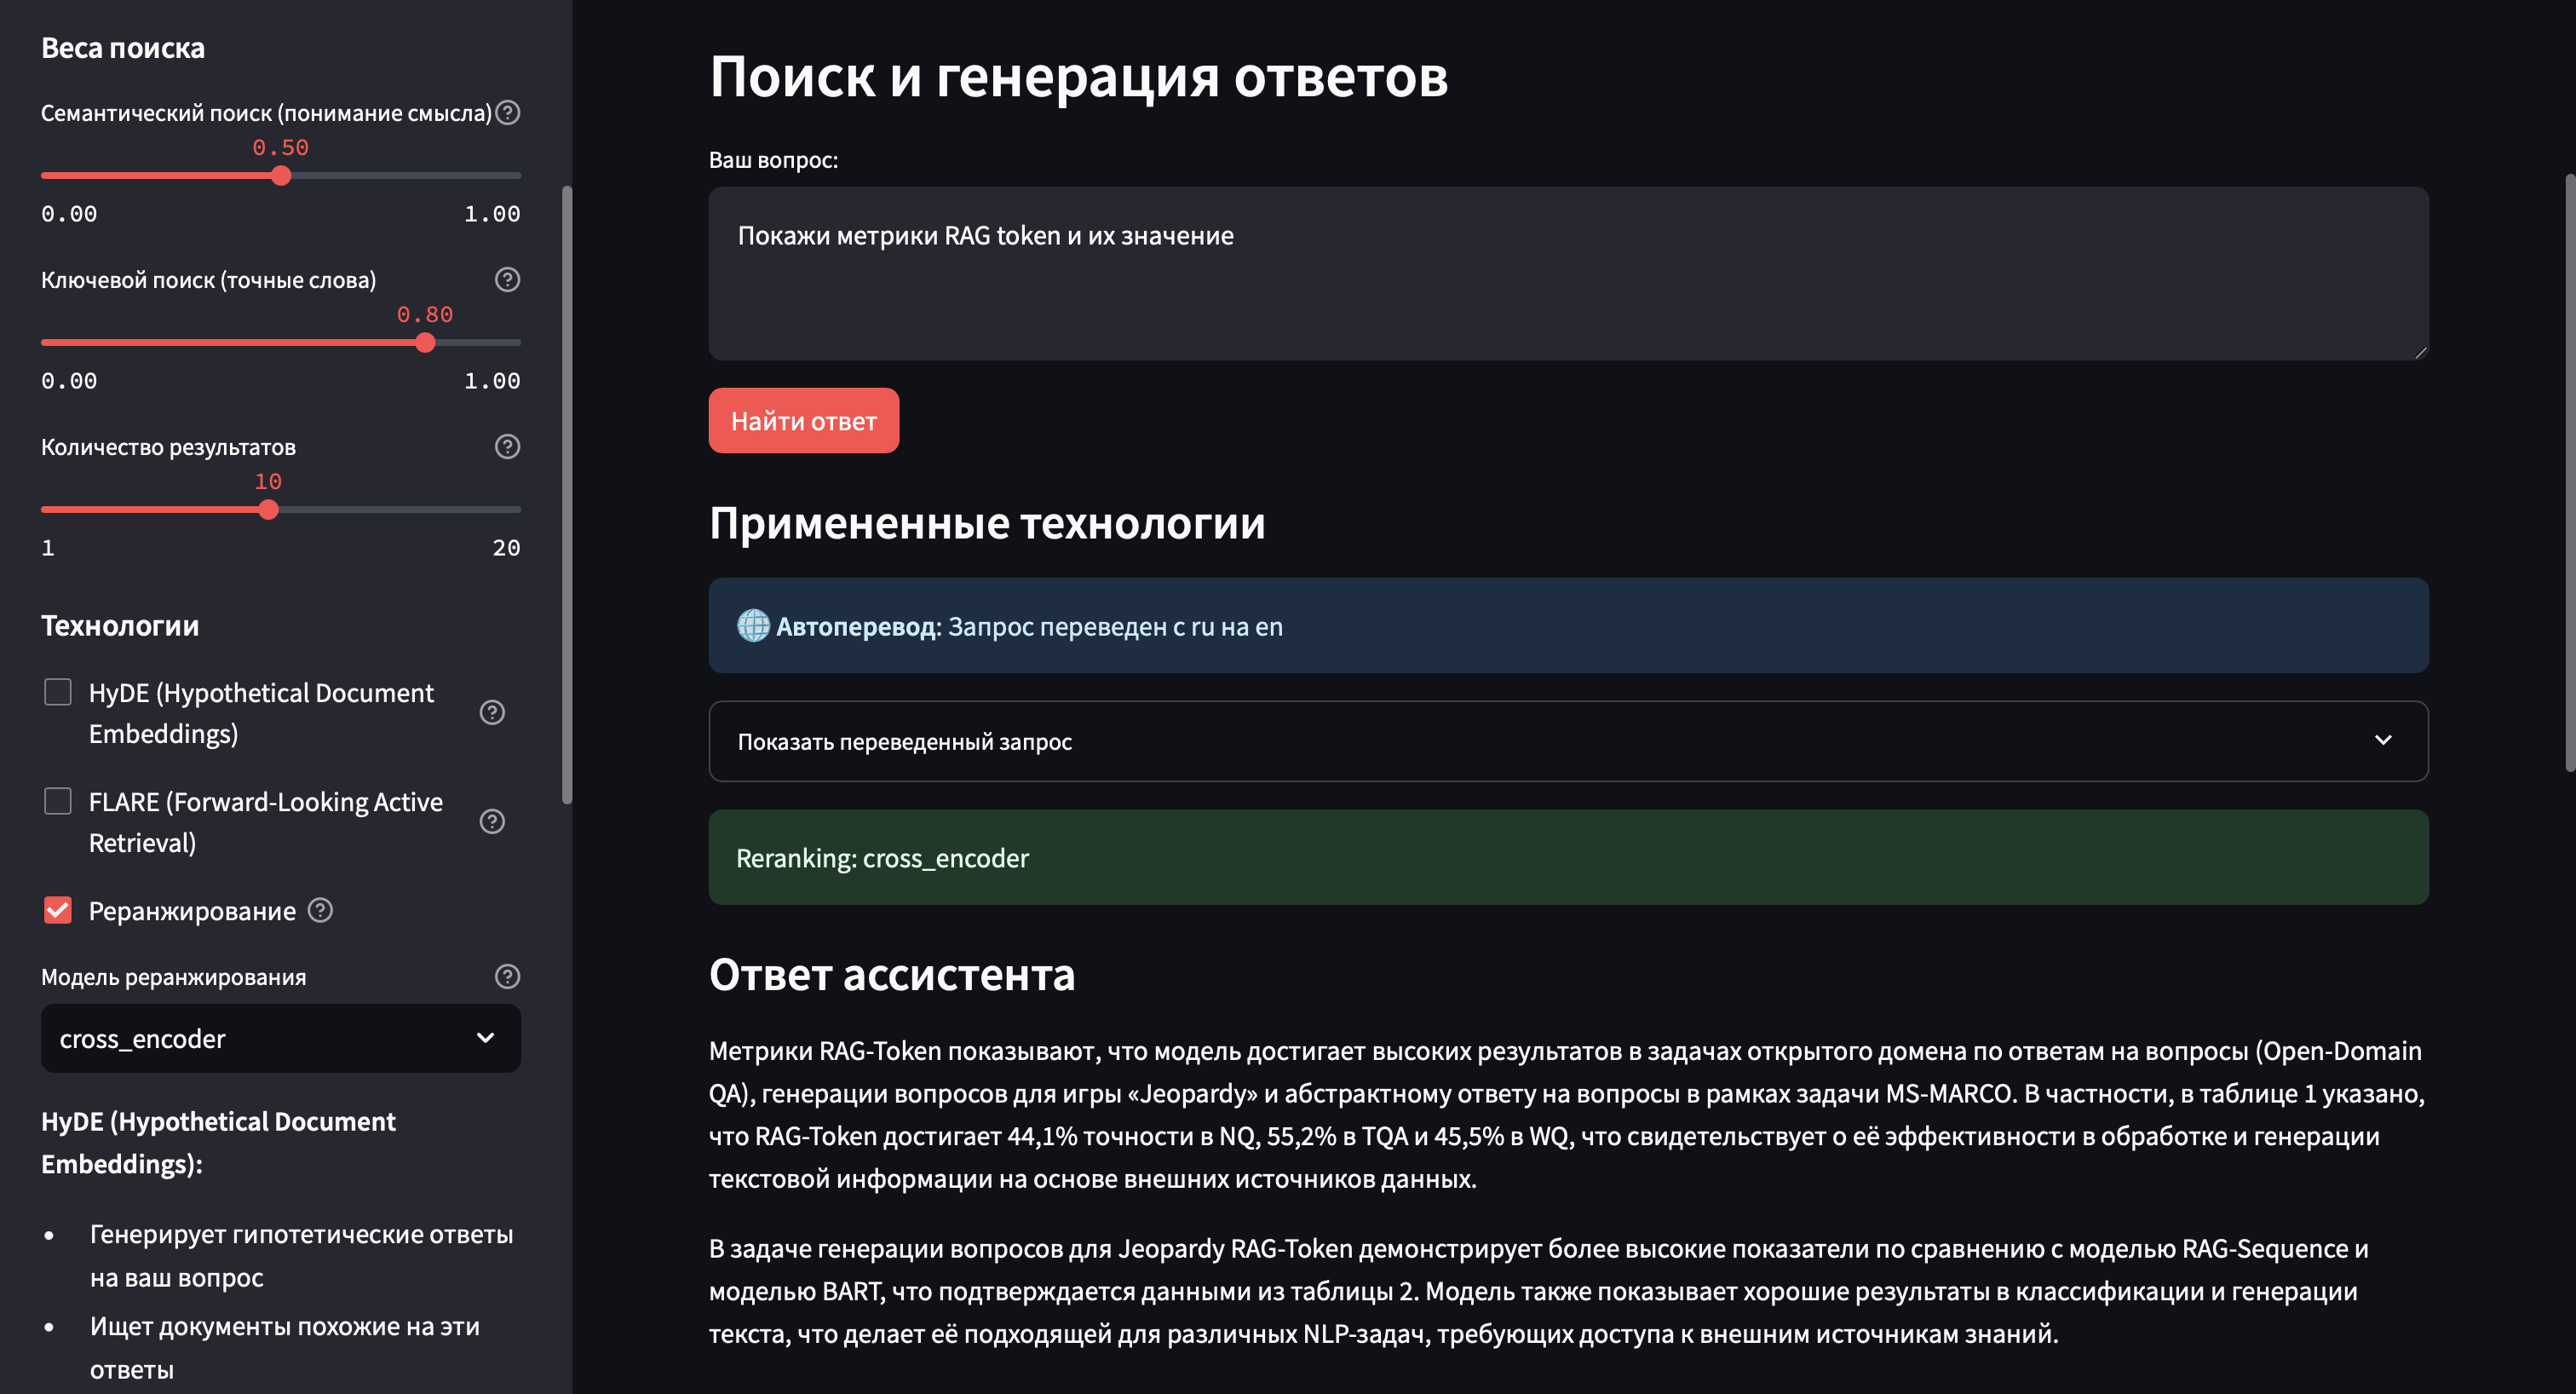 Веса поиска
Семантический поиск (понимание смысла)
0.50
0.00 1.00
Ключевой поиск (точные слова)
0.80
0.00 1.00
Количество результатов
10
1 20
Технологии
HyDE (Hypothetical Document
Embeddings)
FLARE (Forward-Looking Active
Retrieval)
Реранжирование
Модель реранжирования
cross_encoder
HyDE (Hypothetical Document
Embeddings):
• Генерирует гипотетические ответы
на ваш вопрос
• Ищет документы похожие на эти
ответы
Поиск и генерация ответов
Ваш вопрос:
Покажи метрики RAG token и их значение
Найти ответ
Примененные технологии
Автоперевод: Запрос переведен с ru на en
Показать переведенный запрос
Reranking: cross_encoder
Ответ ассистента
Метрики RAG-Token показывают, что модель достигает высоких результатов в задачах открытого домена по ответам на вопросы (Open-Domain
QA), генерации вопросов для игры «Jeopardy» и абстрактному ответу на вопросы в рамках задачи MS-MARCO. В частности, в таблице 1 указано,
что RAG-Token достигает 44,1% точности в NQ, 55,2% в TQA и 45,5% в WQ, что свидетельствует о её эффективности в обработке и генерации
текстовой информации на основе внешних источников данных.
В задаче генерации вопросов для Jeopardy RAG-Token демонстрирует более высокие показатели по сравнению с моделью RAG-Sequence и
моделью BART, что подтверждается данными из таблицы 2. Модель также показывает хорошие результаты в классификации и генерации
текста, что делает её подходящей для различных NLP-задач, требующих доступа к внешним источникам знаний.